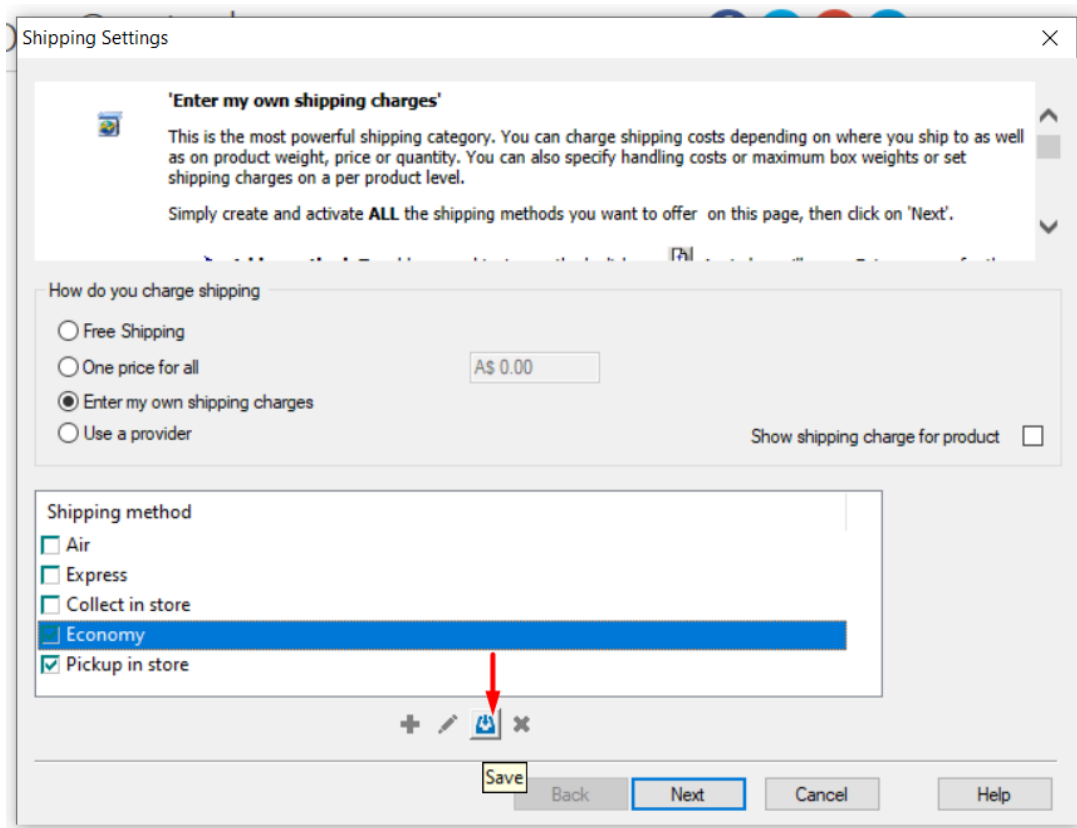 Shipping Settings
'Enter my own shipping charges'
This is the most powerful shipping category. You can charge shipping costs depending on where you ship to as well
as on product weight, price or quantity. You can also specify handling costs or maximum box weights or set
shipping charges on a per product level.
Simply create and activate ALL the shipping methods you want to offer on this page, then click on 'Next'.
How do you charge shipping
Free Shipping
One price for all
A$ 0.00
Enter my own shipping charges
Use a provider
Show shipping charge for product
Shipping method
Air
Express
Collect in store
Economy
Pickup in store
Save
Back
Next
Cancel
Help